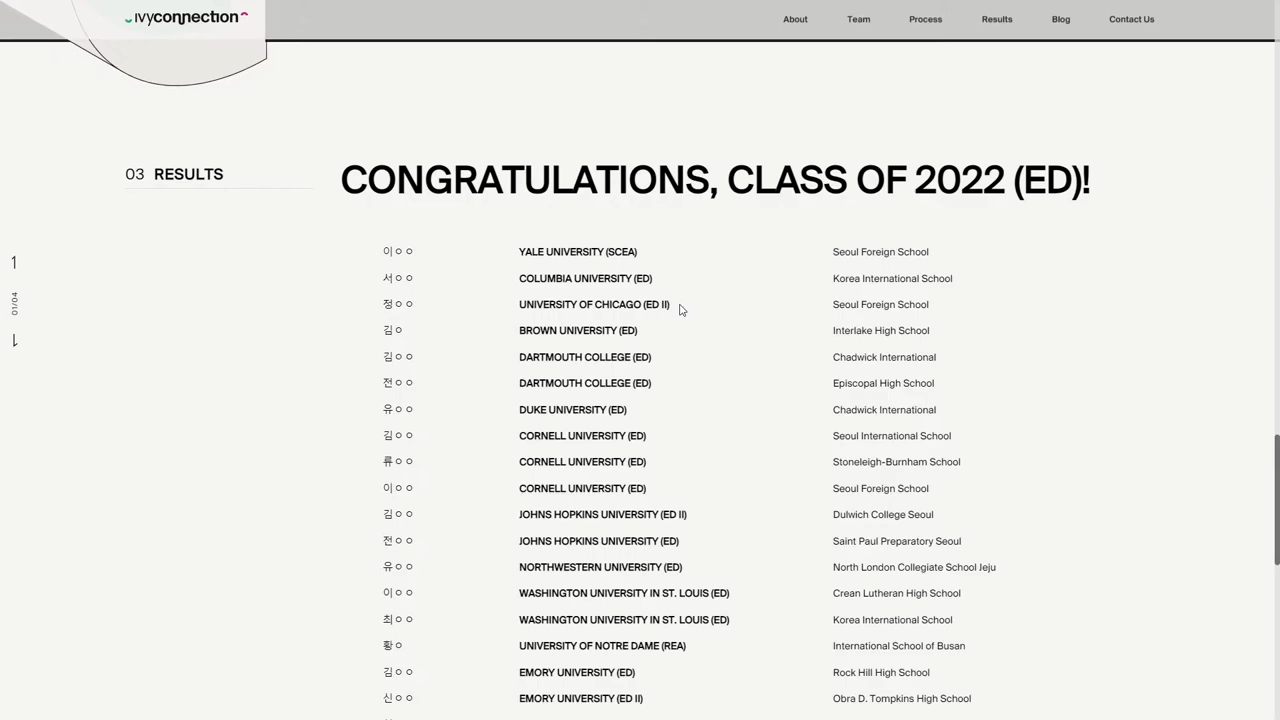 ivyconnection
About Team Process Results Blog Contact Us
03 RESULTS
CONGRATULATIONS, CLASS OF 2022 (ED)!
이ㅇㅇ YALE UNIVERSITY (SCEA) Seoul Foreign School
서ㅇㅇ COLUMBIA UNIVERSITY (ED) Korea International School
정ㅇㅇ UNIVERSITY OF CHICAGO (ED II) Seoul Foreign School
김ㅇ BROWN UNIVERSITY (ED) Interlake High School
김ㅇㅇ DARTMOUTH COLLEGE (ED) Chadwick International
전ㅇㅇ DARTMOUTH COLLEGE (ED) Episcopal High School
유ㅇㅇ DUKE UNIVERSITY (ED) Chadwick International
김ㅇㅇ CORNELL UNIVERSITY (ED) Seoul International School
류ㅇㅇ CORNELL UNIVERSITY (ED) Stoneleigh-Burnham School
이ㅇㅇ CORNELL UNIVERSITY (ED) Seoul Foreign School
김ㅇㅇ JOHNS HOPKINS UNIVERSITY (ED II) Dulwich College Seoul
전ㅇㅇ JOHNS HOPKINS UNIVERSITY (ED) Saint Paul Preparatory Seoul
유ㅇㅇ NORTHWESTERN UNIVERSITY (ED) North London Collegiate School Jeju
이ㅇㅇ WASHINGTON UNIVERSITY IN ST. LOUIS (ED) Crean Lutheran High School
최ㅇㅇ WASHINGTON UNIVERSITY IN ST. LOUIS (ED) Korea International School
황ㅇ UNIVERSITY OF NOTRE DAME (REA) International School of Busan
김ㅇㅇ EMORY UNIVERSITY (ED) Rock Hill High School
신ㅇㅇ EMORY UNIVERSITY (ED II) Obra D. Tompkins High School
01/04